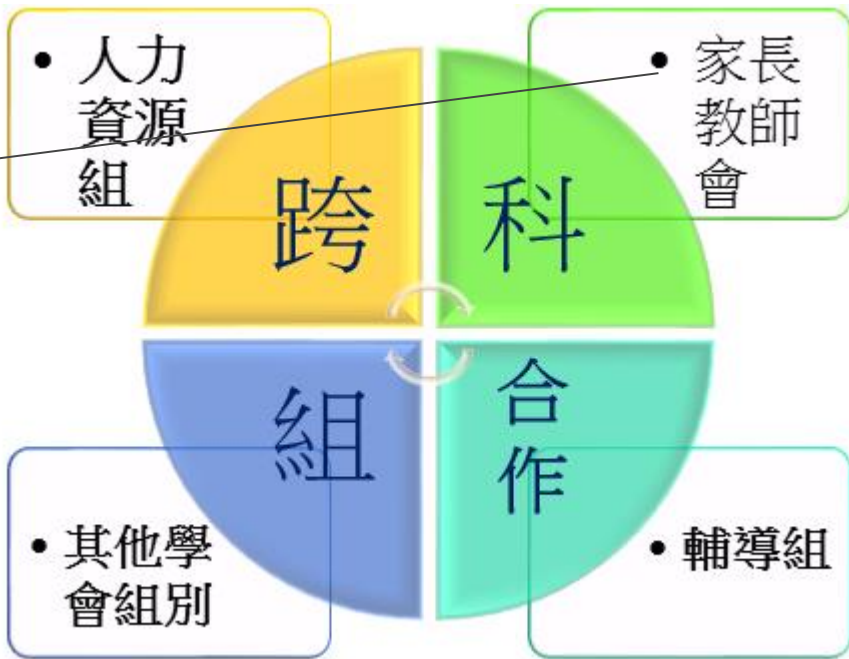 • 人力
資源
組
• 家長
教師
會
跨
科
組
合
作
• 其他學
會組別
• 輔導組